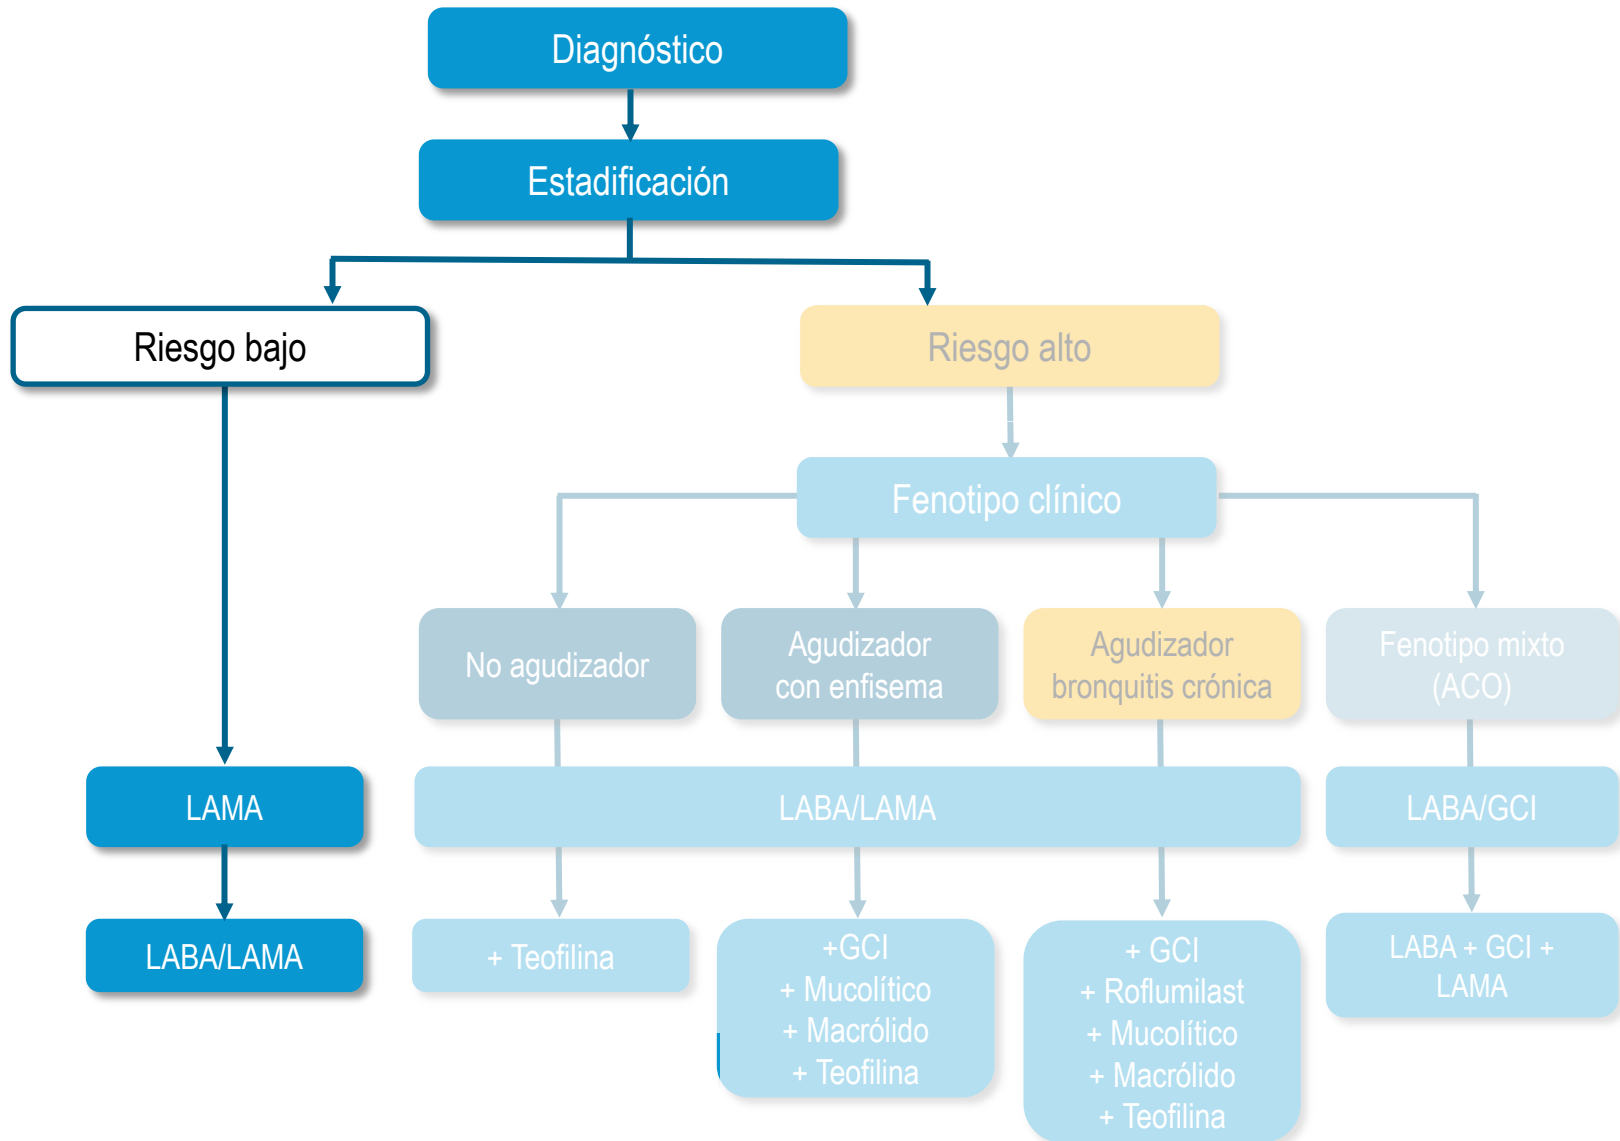 Diagnóstico
Estadificación
Riesgo bajo
Riesgo alto
Fenotipo clínico
No agudizador
Agudizador
con enfisema
Agudizador
bronquitis crónica
Fenotipo mixto
(ACO)
LAMA
LABA/LAMA
LABA/GCI
LABA/LAMA
+ Teofilina
+GCI
+ Mucolítico
+ Macrólido
+ Teofilina
+ GCI
+ Roflumilast
+ Mucolítico
+ Macrólido
+ Teofilina
LABA + GCI +
LAMA